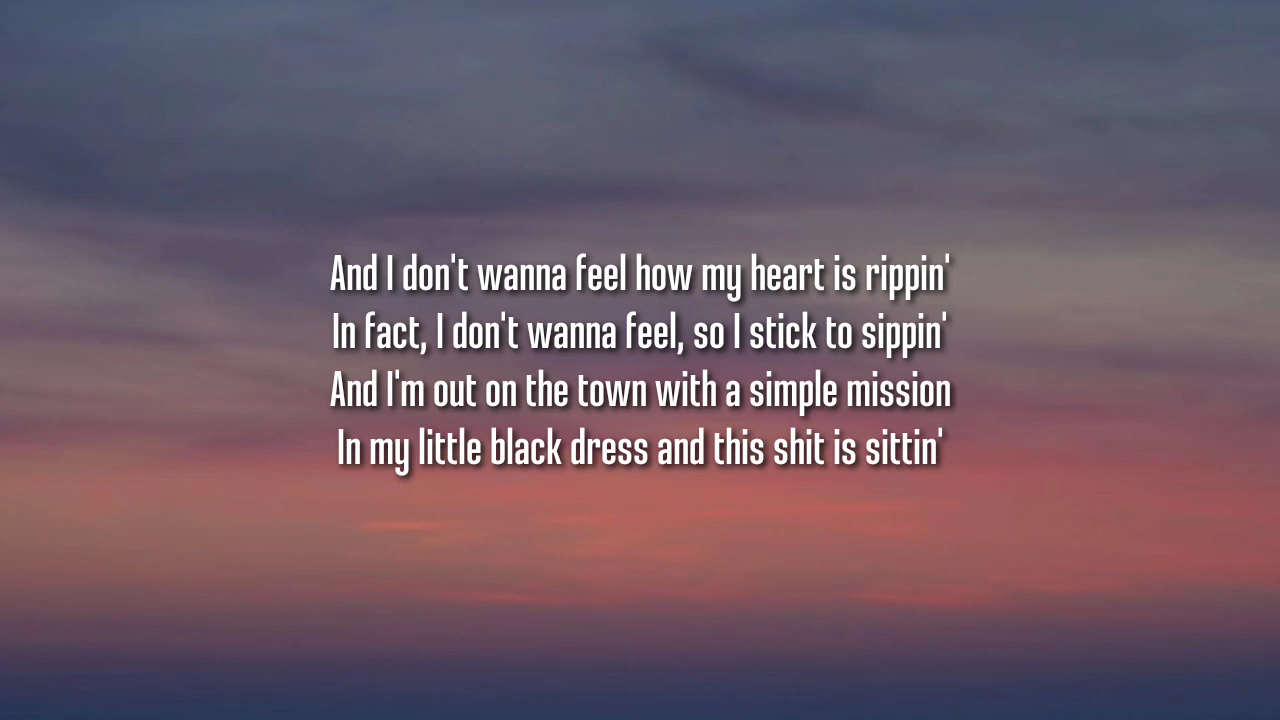 And I don't wanna feel how my heart is rippin'
In fact, I don't wanna feel, so I stick to sippin'
And I'm out on the town with a simple mission
In my little black dress and this shit is sittin'